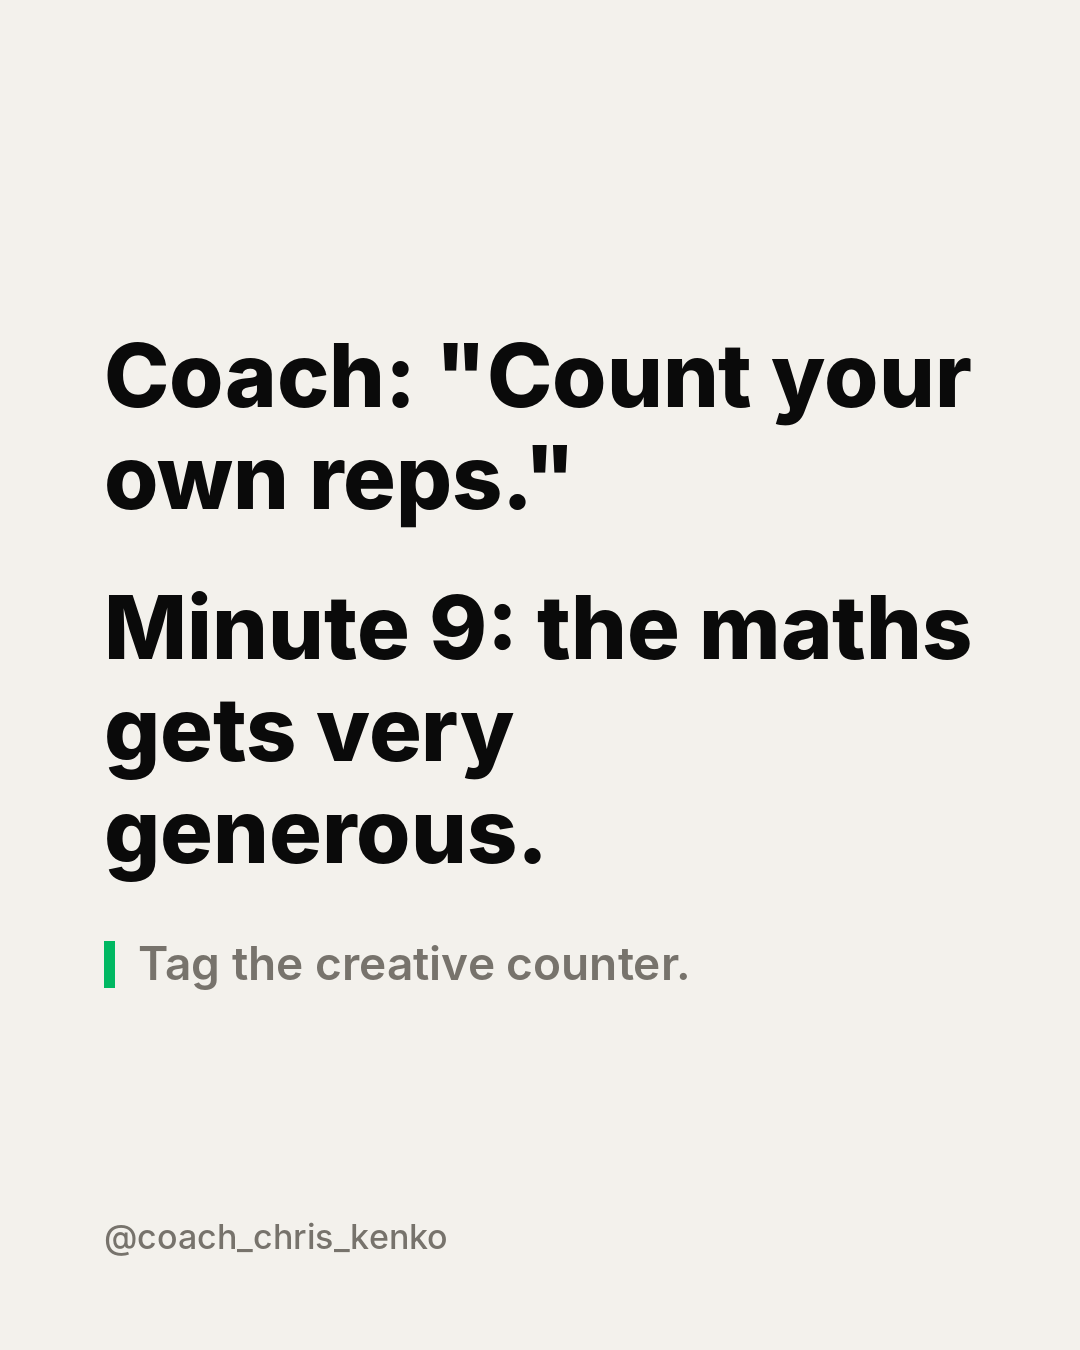 Coach: "Count your
own reps."
Minute 9: the maths
gets very
generous.
Tag the creative counter.
@coach_chris_kenko